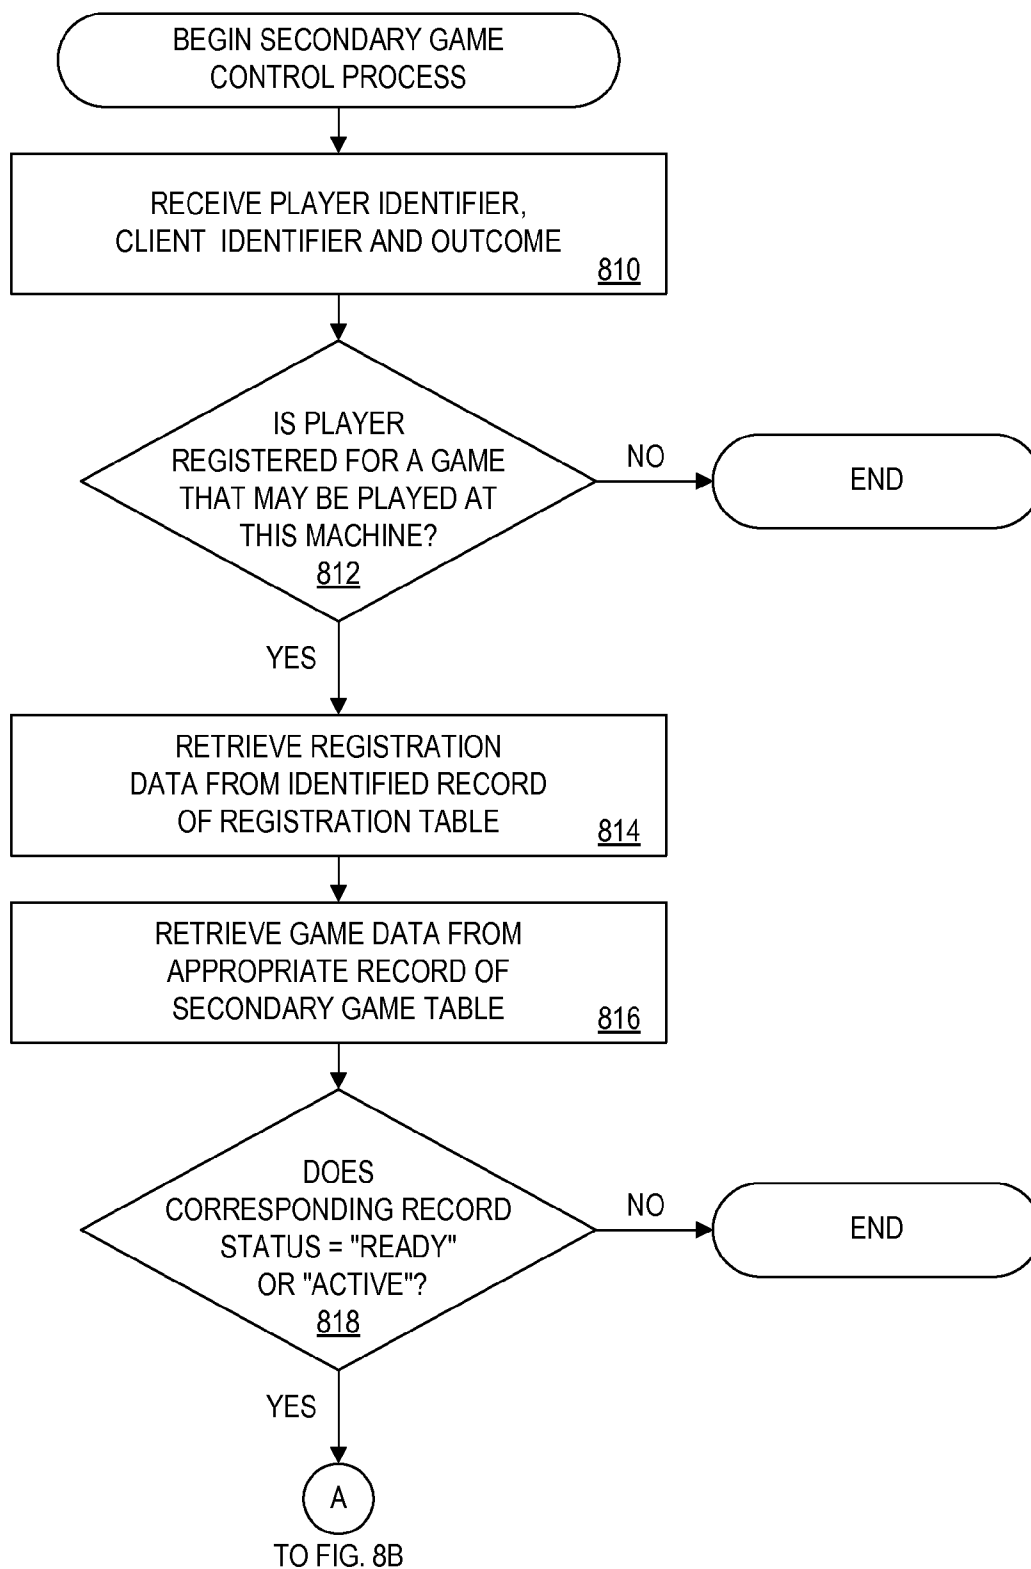 BEGIN SECONDARY GAME
CONTROL PROCESS
RECEIVE PLAYER IDENTIFIER,
CLIENT IDENTIFIER AND OUTCOME
810
IS PLAYER
REGISTERED FOR A GAME
THAT MAY BE PLAYED AT
THIS MACHINE?
812
NO
END
YES
RETRIEVE REGISTRATION
DATA FROM IDENTIFIED RECORD
OF REGISTRATION TABLE
814
RETRIEVE GAME DATA FROM
APPROPRIATE RECORD OF
SECONDARY GAME TABLE
816
DOES
CORRESPONDING RECORD
STATUS = "READY"
OR "ACTIVE"?
818
NO
END
YES
A
TO FIG. 8B